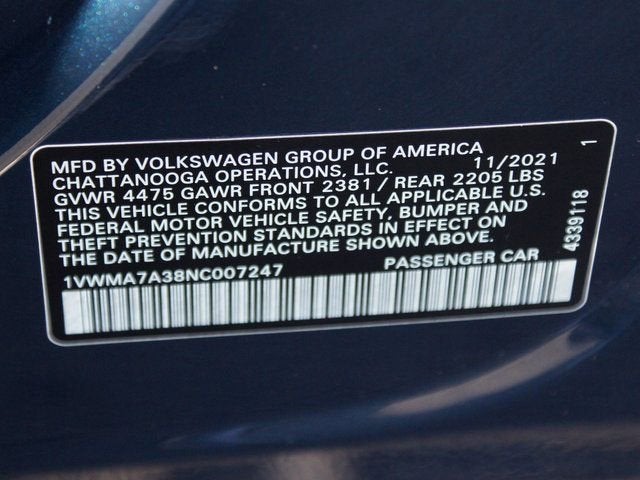 MFD BY VOLKSWAGEN GROUP OF AMERICA
CHATTANOOGA OPERATIONS, LLC. 11/2021
GVWR 4475 GAWR FRONT 2381 / REAR 2205 LBS
THIS VEHICLE CONFORMS TO ALL APPLICABLE U.S.
FEDERAL MOTOR VEHICLE SAFETY, BUMPER AND
THEFT PREVENTION STANDARDS IN EFFECT ON
THE DATE OF MANUFACTURE SHOWN ABOVE.
1VWMA7A38NC007247 PASSENGER CAR
4339118 1